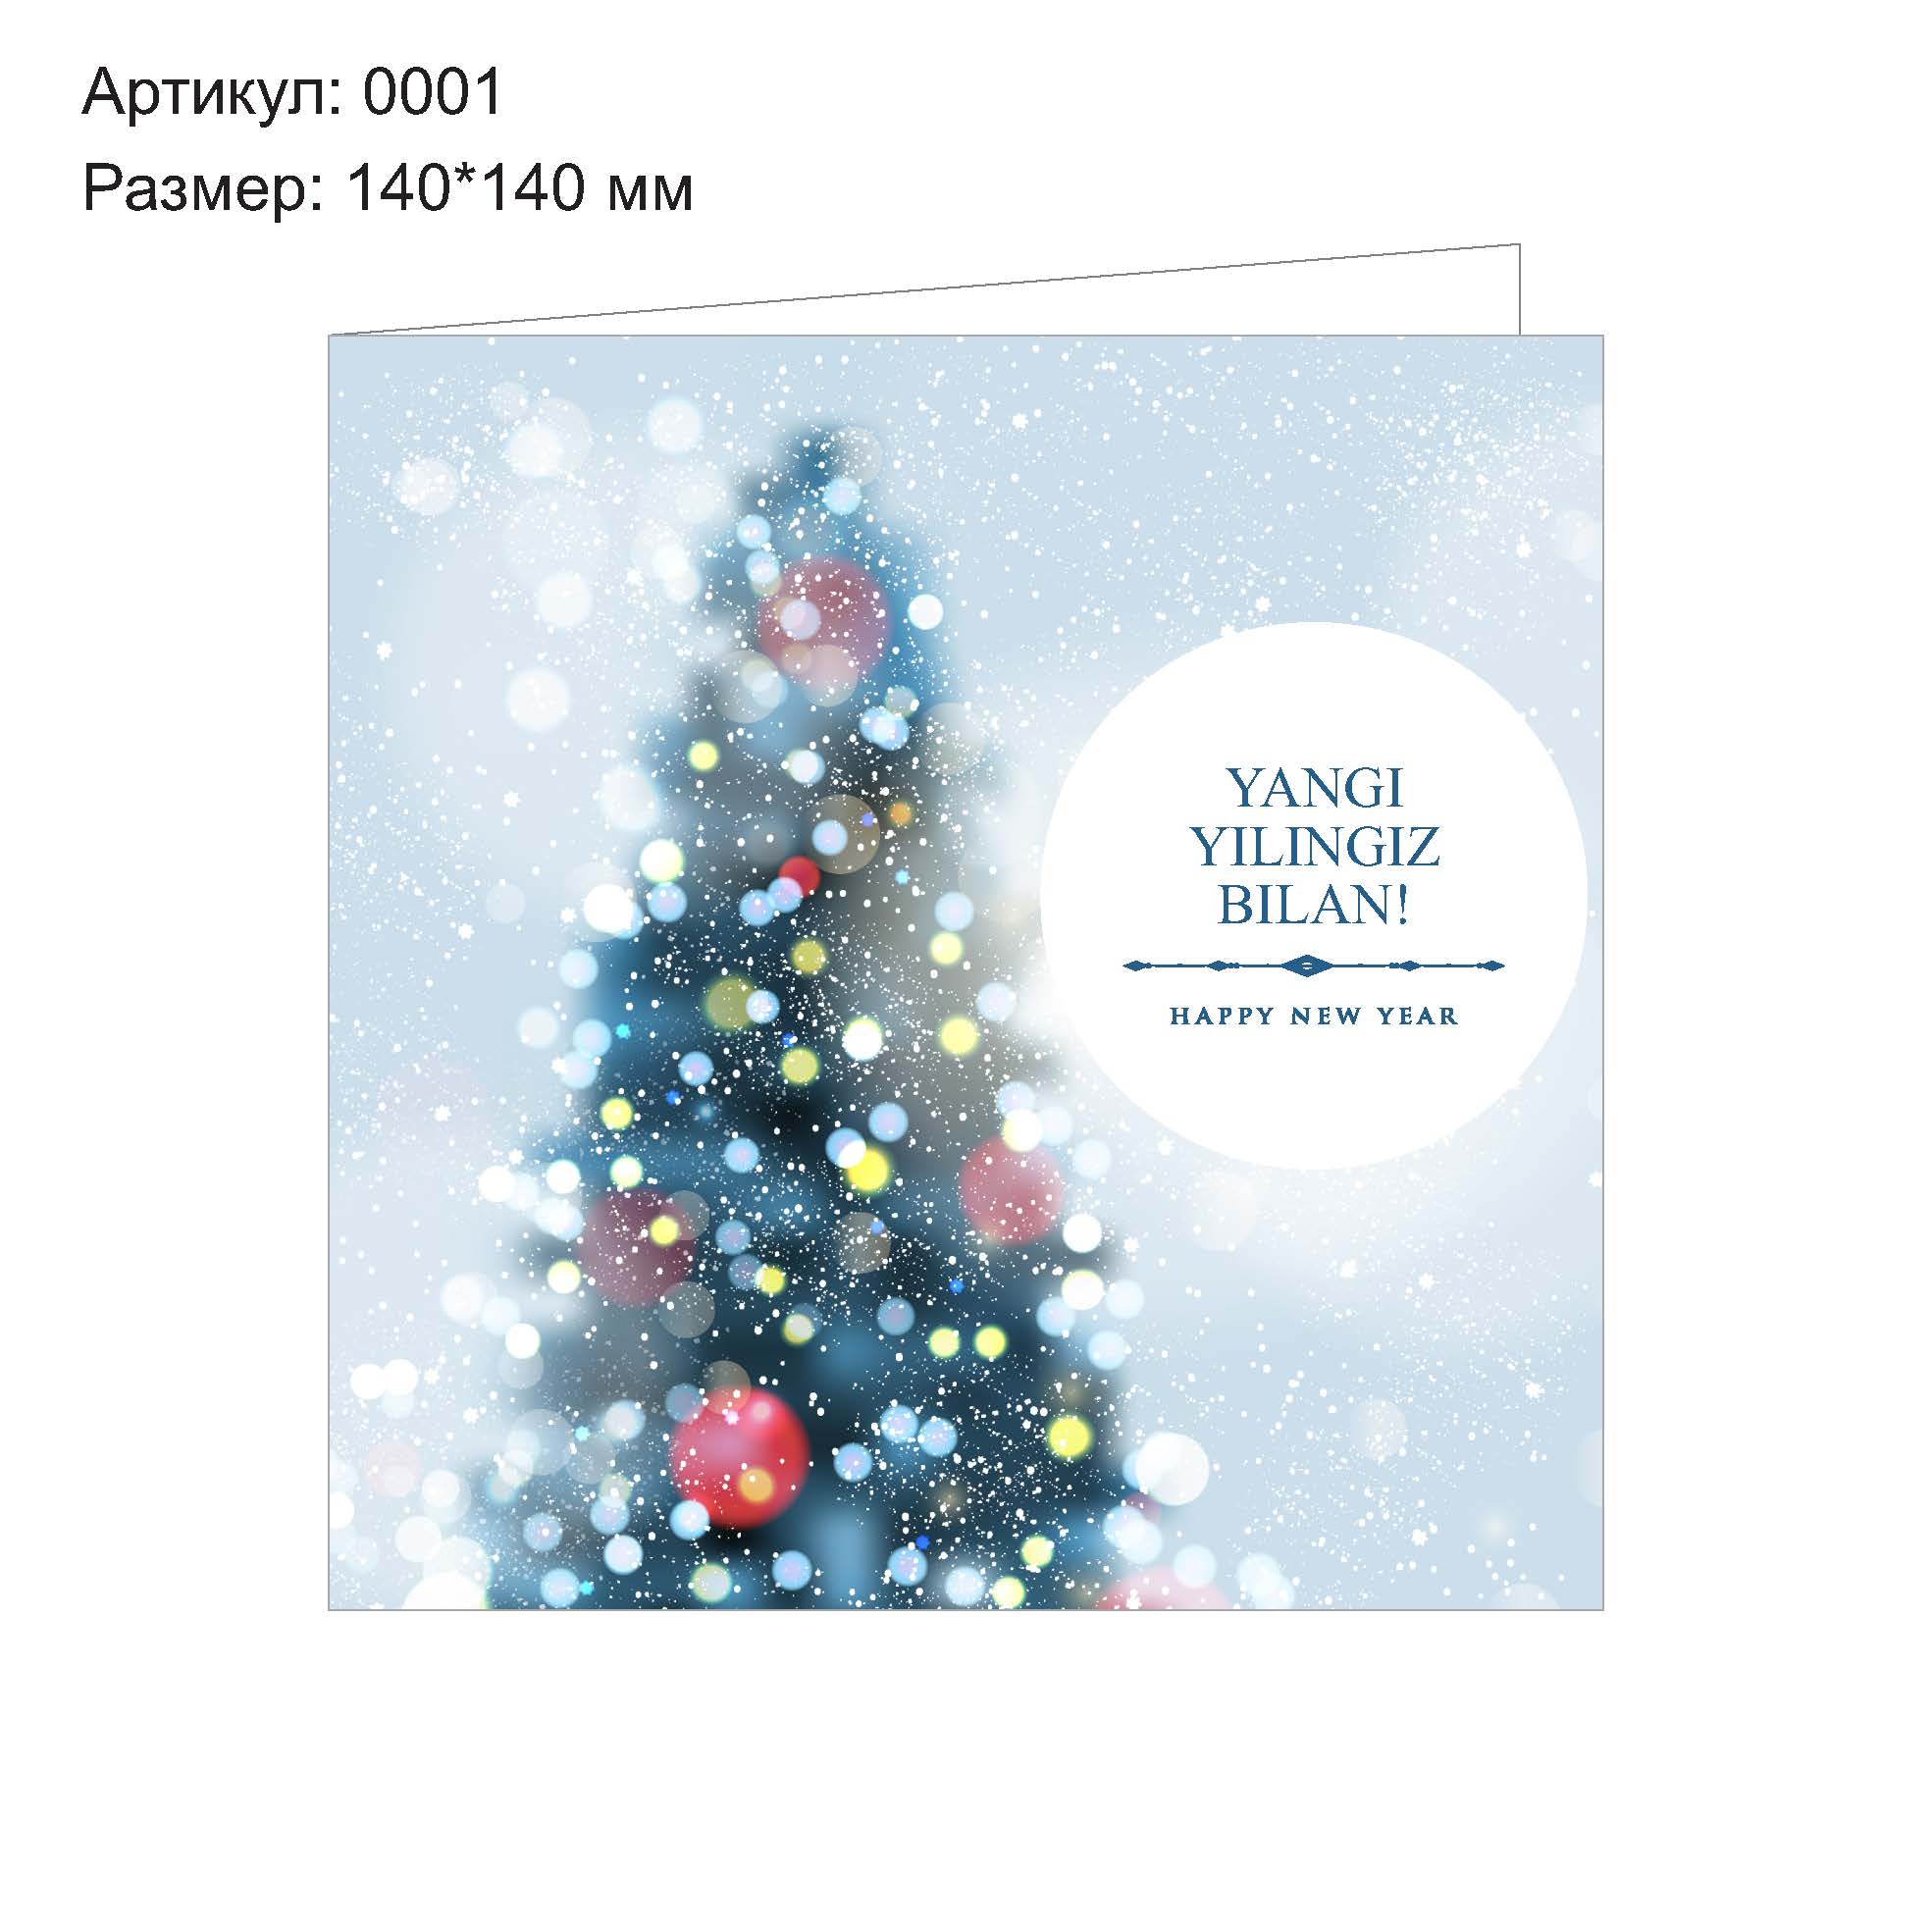 Артикул: 0001
Размер: 140*140 мм
YANGI
YILINGIZ
BILAN!
HAPPY NEW YEAR